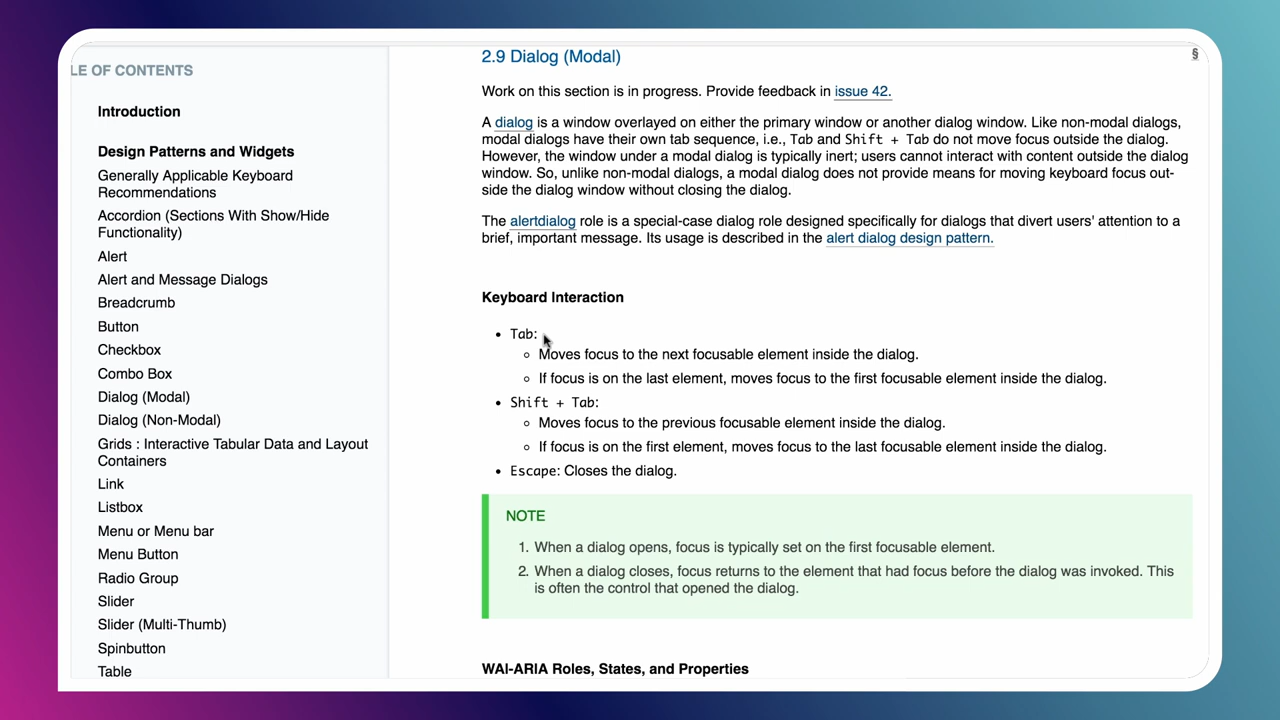 LE OF CONTENTS
Introduction
Design Patterns and Widgets
Generally Applicable Keyboard
Recommendations
Accordion (Sections With Show/Hide
Functionality)
Alert
Alert and Message Dialogs
Breadcrumb
Button
Checkbox
Combo Box
Dialog (Modal)
Dialog (Non-Modal)
Grids : Interactive Tabular Data and Layout
Containers
Link
Listbox
Menu or Menu bar
Menu Button
Radio Group
Slider
Slider (Multi-Thumb)
Spinbutton
Table
2.9 Dialog (Modal)
§
Work on this section is in progress. Provide feedback in issue 42.
A dialog is a window overlayed on either the primary window or another dialog window. Like non-modal dialogs,
modal dialogs have their own tab sequence, i.e., Tab and Shift + Tab do not move focus outside the dialog.
However, the window under a modal dialog is typically inert; users cannot interact with content outside the dialog
window. So, unlike non-modal dialogs, a modal dialog does not provide means for moving keyboard focus out-
side the dialog window without closing the dialog.
The alertdialog role is a special-case dialog role designed specifically for dialogs that divert users' attention to a
brief, important message. Its usage is described in the alert dialog design pattern.
Keyboard Interaction
• Tab:
◦ Moves focus to the next focusable element inside the dialog.
◦ If focus is on the last element, moves focus to the first focusable element inside the dialog.
• Shift + Tab:
◦ Moves focus to the previous focusable element inside the dialog.
◦ If focus is on the first element, moves focus to the last focusable element inside the dialog.
• Escape: Closes the dialog.
NOTE
1. When a dialog opens, focus is typically set on the first focusable element.
2. When a dialog closes, focus returns to the element that had focus before the dialog was invoked. This
is often the control that opened the dialog.
WAI-ARIA Roles, States, and Properties